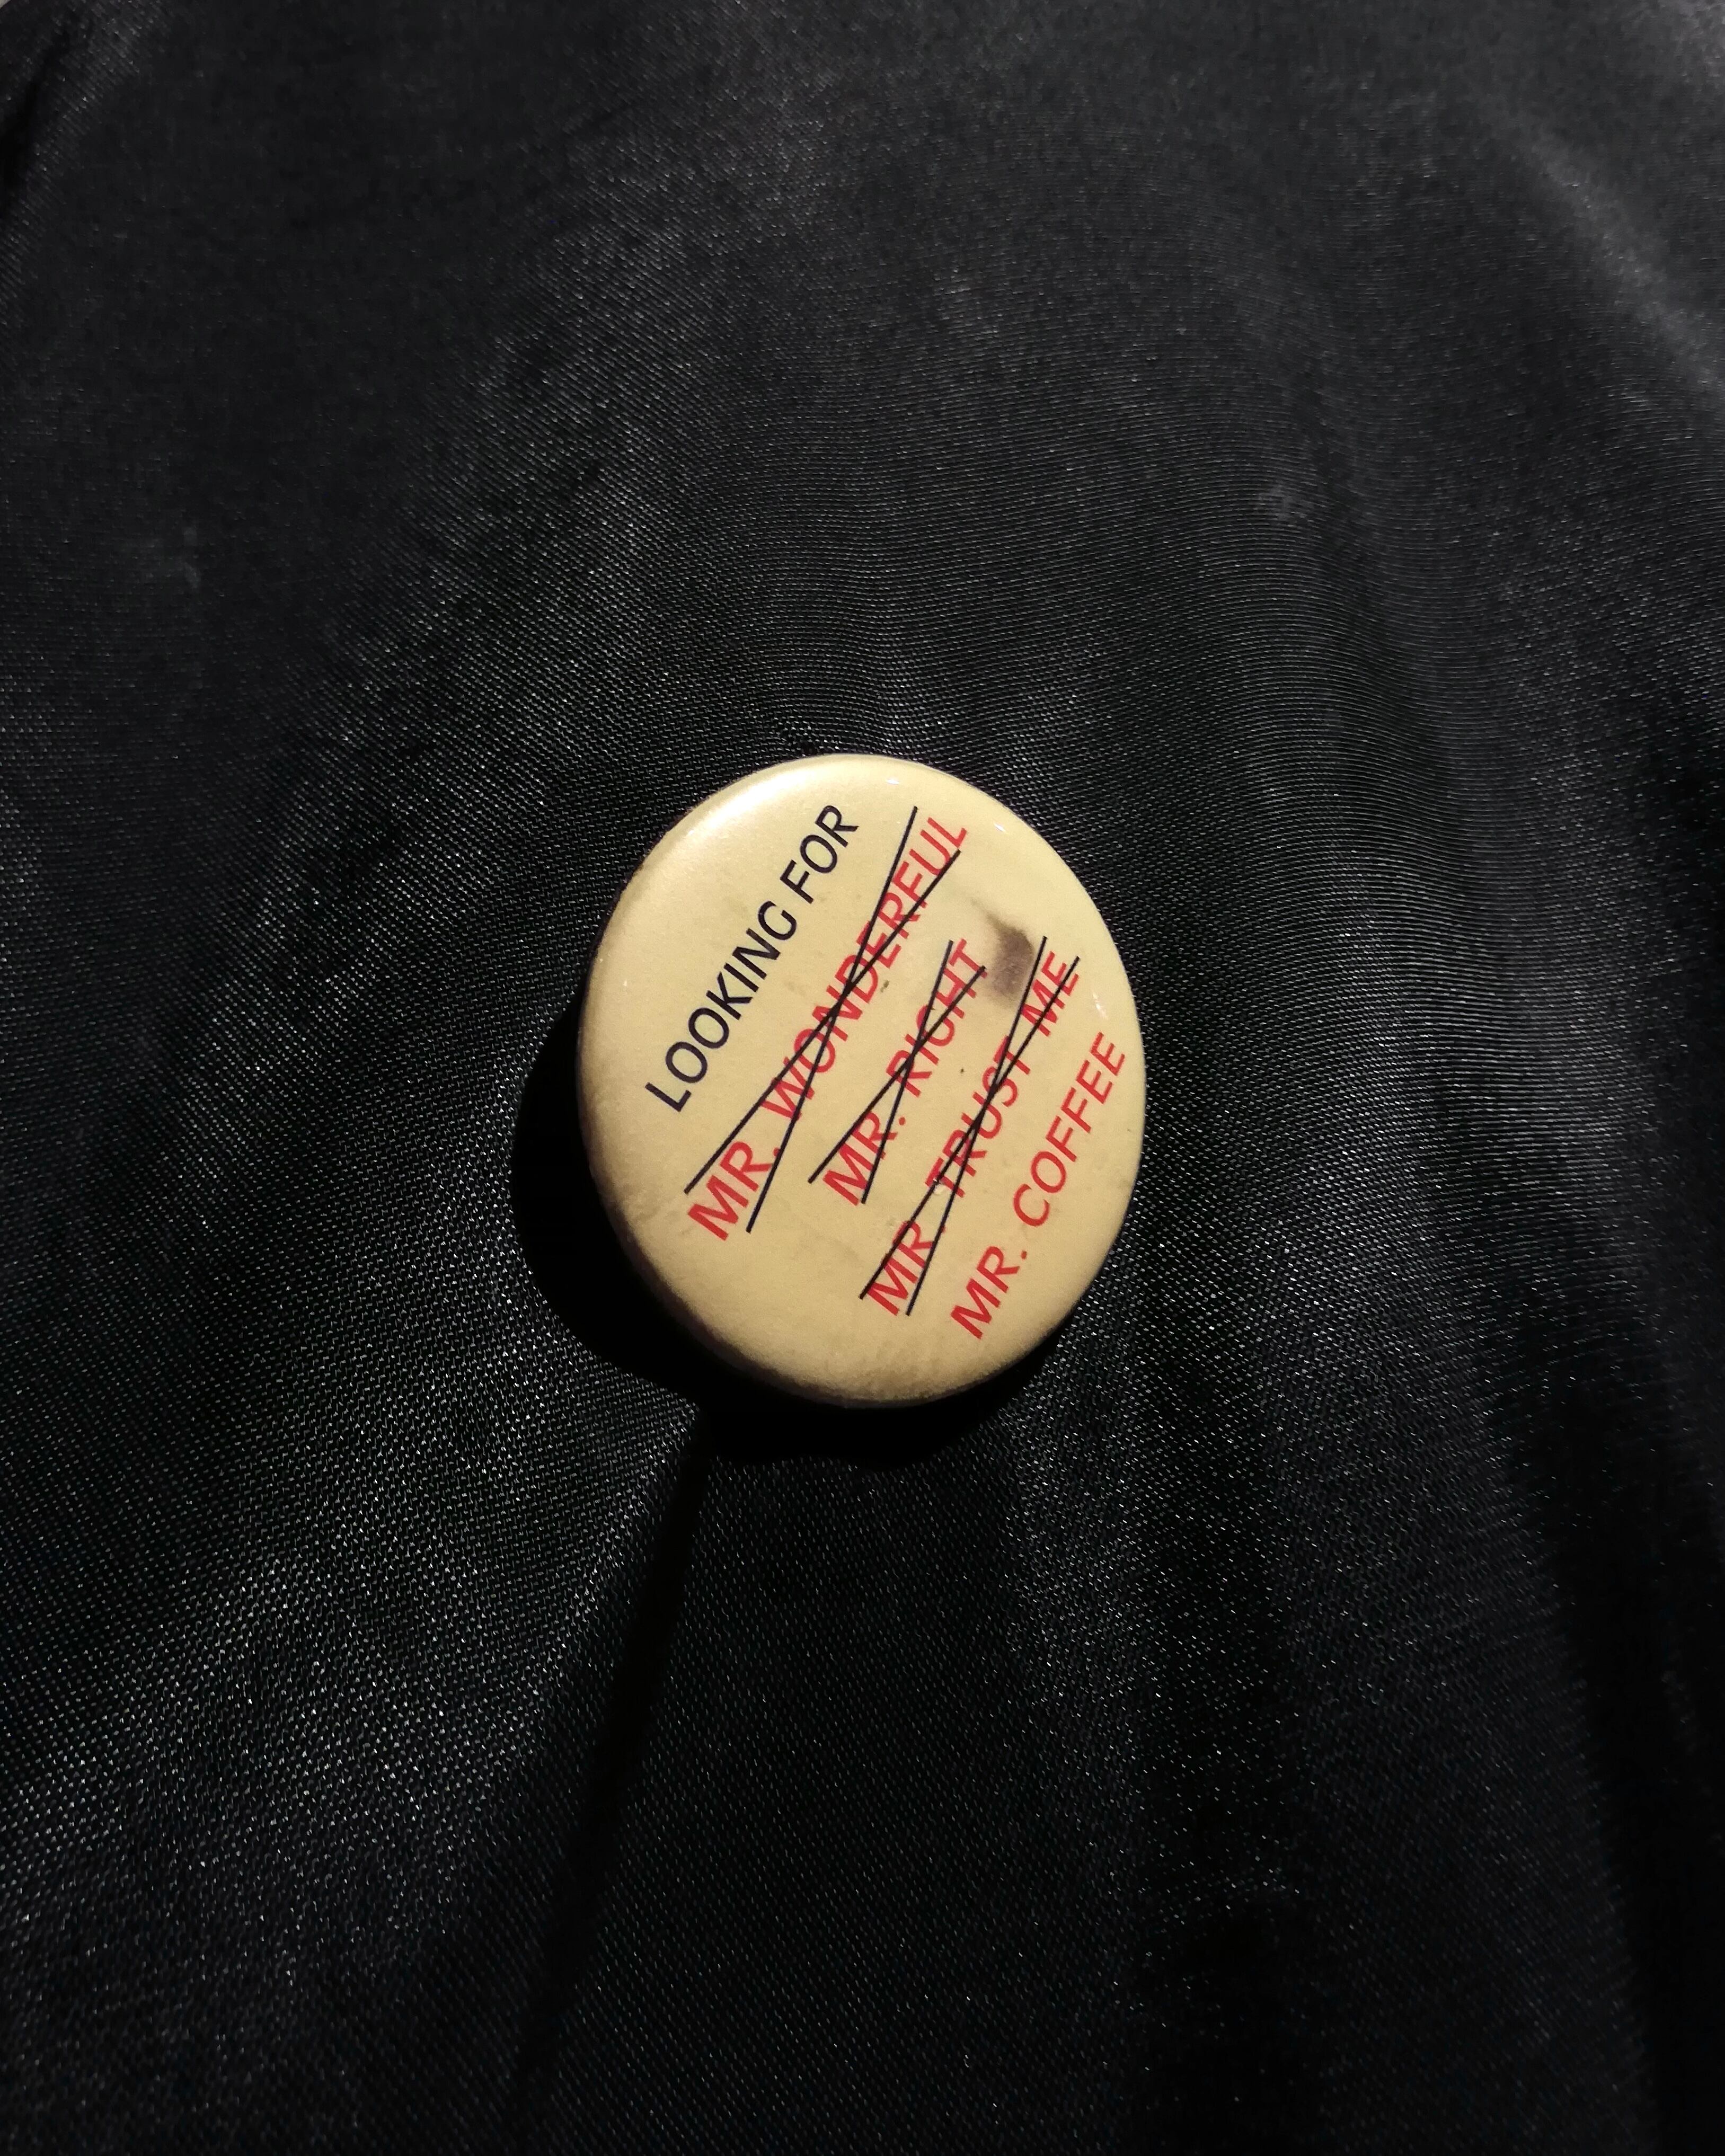 LOOKING FOR
MR. WONDERFUL
MR. RIGHT
MR. TRUST ME
MR. COFFEE